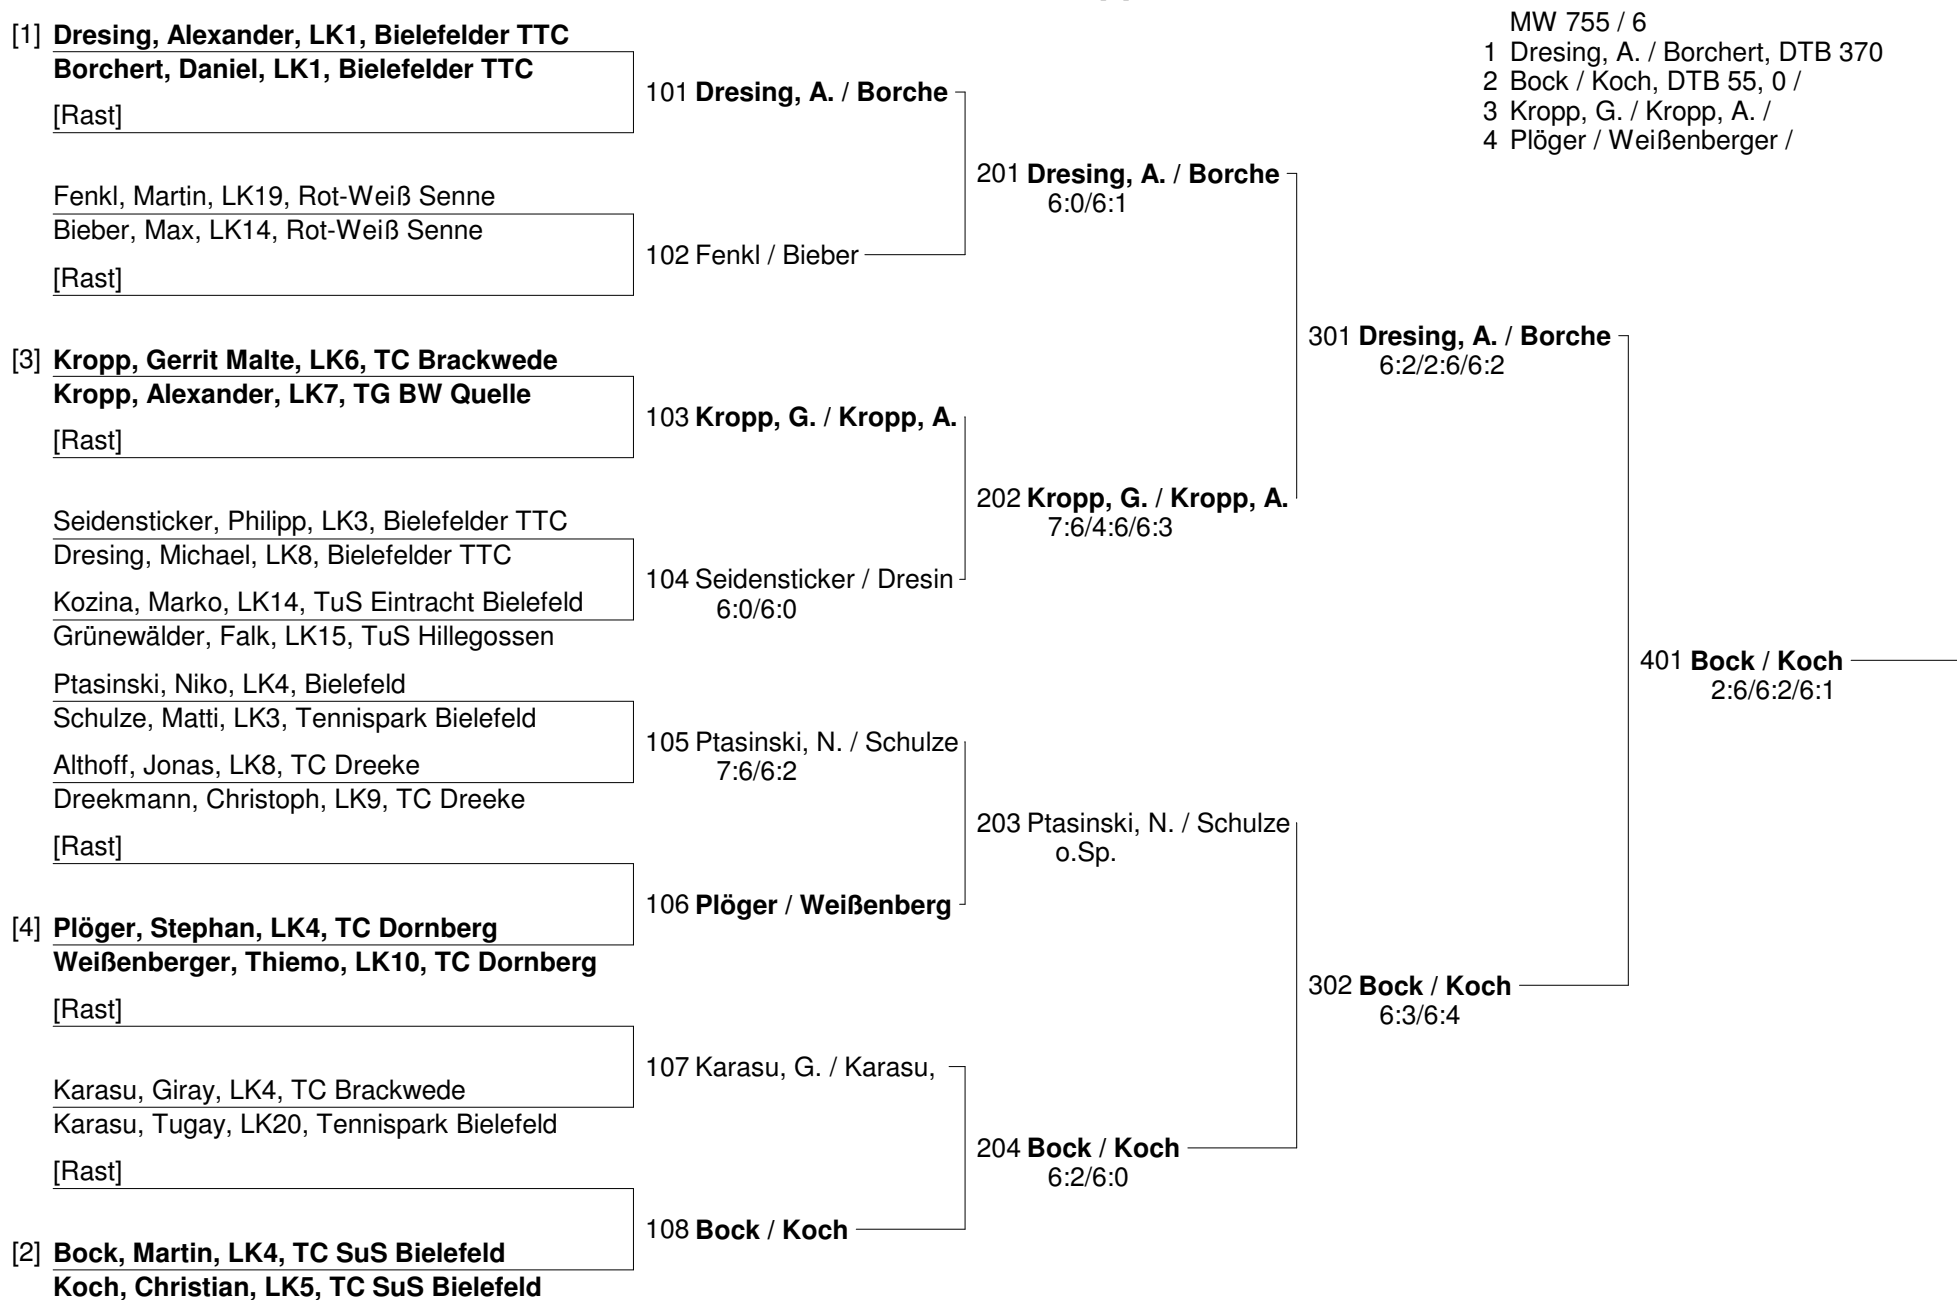 [1] Dresing, Alexander, LK1, Bielefelder TTC
Borchert, Daniel, LK1, Bielefelder TTC
[Rast]
Fenkl, Martin, LK19, Rot-Weiß Senne
Bieber, Max, LK14, Rot-Weiß Senne
[Rast]
[3] Kropp, Gerrit Malte, LK6, TC Brackwede
Kropp, Alexander, LK7, TG BW Quelle
[Rast]
Seidensticker, Philipp, LK3, Bielefelder TTC
Dresing, Michael, LK8, Bielefelder TTC
Kozina, Marko, LK14, TuS Eintracht Bielefeld
Grünewälder, Falk, LK15, TuS Hillegossen
Ptasinski, Niko, LK4, Bielefeld
Schulze, Matti, LK3, Tennispark Bielefeld
Althoff, Jonas, LK8, TC Dreeke
Dreekmann, Christoph, LK9, TC Dreeke
[Rast]
[4] Plöger, Stephan, LK4, TC Dornberg
Weißenberger, Thiemo, LK10, TC Dornberg
[Rast]
Karasu, Giray, LK4, TC Brackwede
Karasu, Tugay, LK20, Tennispark Bielefeld
[Rast]
[2] Bock, Martin, LK4, TC SuS Bielefeld
Koch, Christian, LK5, TC SuS Bielefeld
101 Dresing, A. / Borche
102 Fenkl / Bieber
103 Kropp, G. / Kropp, A.
104 Seidensticker / Dresin
6:0/6:0
105 Ptasinski, N. / Schulze
7:6/6:2
106 Plöger / Weißenberg
107 Karasu, G. / Karasu,
108 Bock / Koch
201 Dresing, A. / Borche
6:0/6:1
202 Kropp, G. / Kropp, A.
7:6/4:6/6:3
203 Ptasinski, N. / Schulze
o.Sp.
204 Bock / Koch
6:2/6:0
301 Dresing, A. / Borche
6:2/2:6/6:2
302 Bock / Koch
6:3/6:4
401 Bock / Koch
2:6/6:2/6:1
MW 755 / 6
1 Dresing, A. / Borchert, DTB 370
2 Bock / Koch, DTB 55, 0 /
3 Kropp, G. / Kropp, A. /
4 Plöger / Weißenberger /